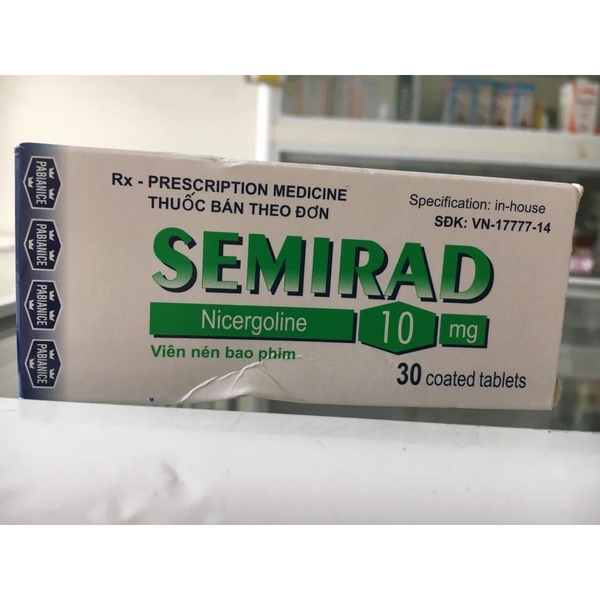 PABIANICE
PABIANICE
PABIANICE
PABIANICE
Rx - PRESCRIPTION MEDICINE
THUỐC BÁN THEO ĐƠN
Specification: in-house
SĐK: VN-17777-14
SEMIRAD
Nicergoline 10 mg
Viên nén bao phim
30 coated tablets